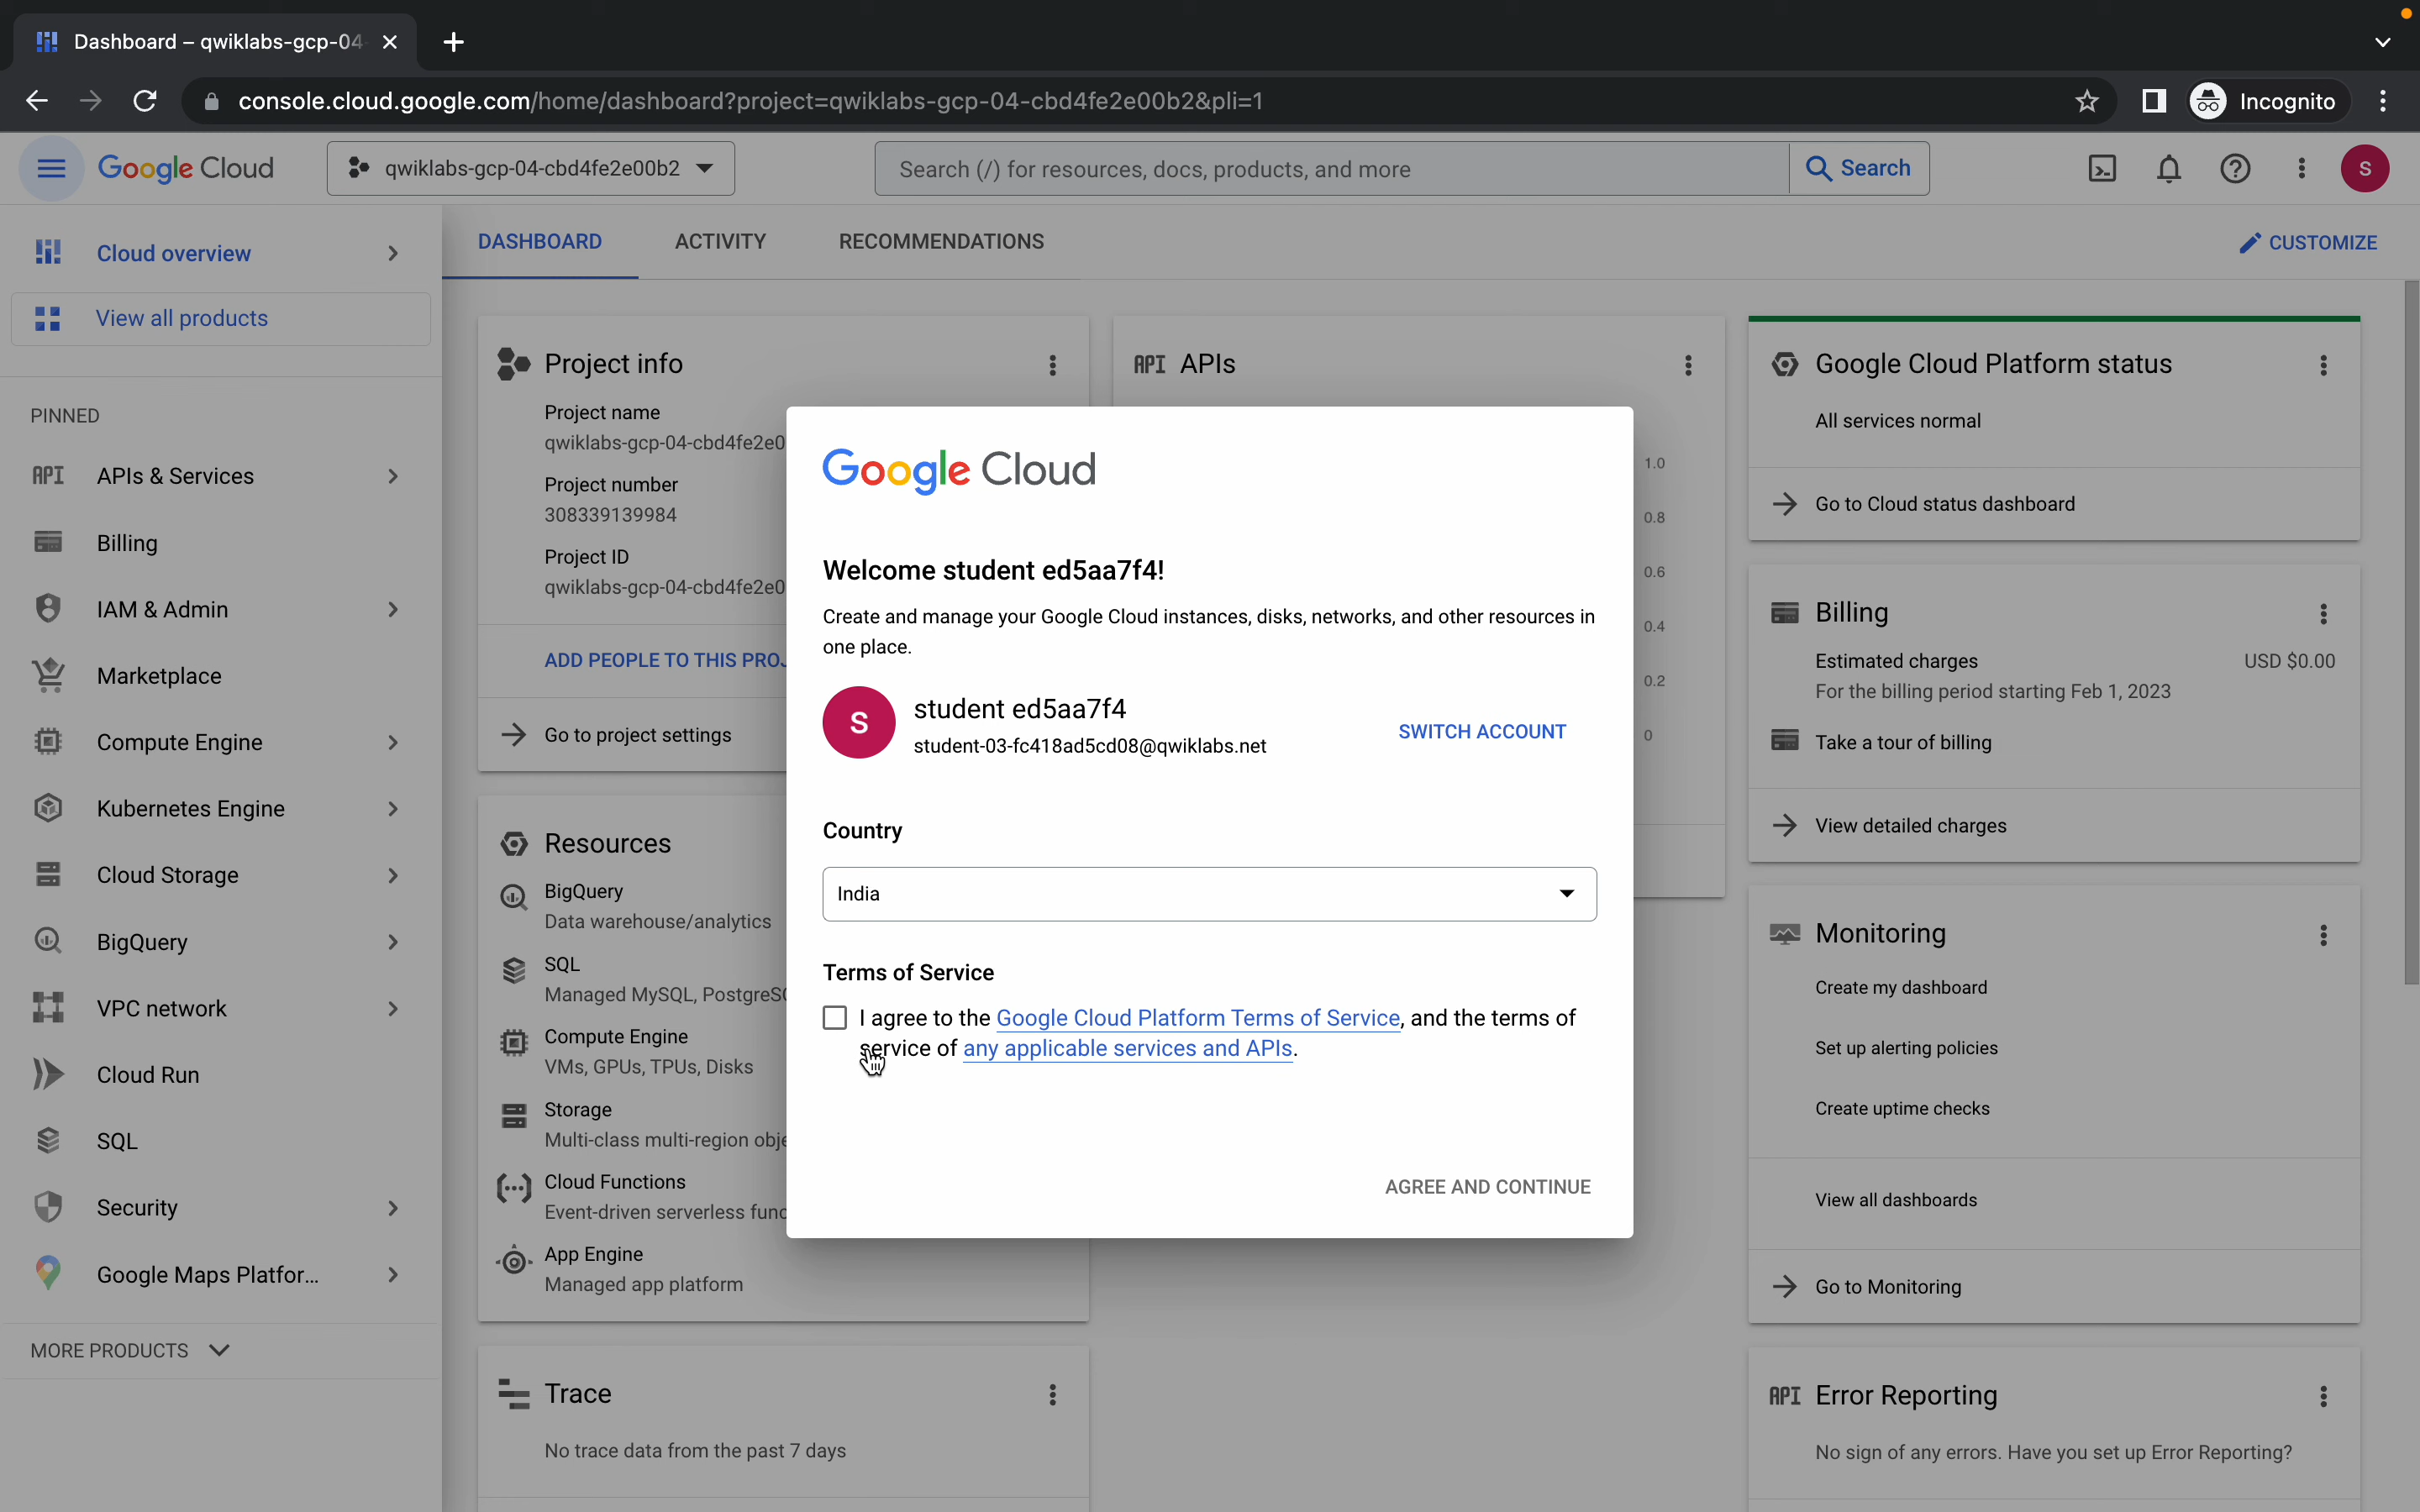 Dashboard – qwiklabs-gcp-04
console.cloud.google.com/home/dashboard?project=qwiklabs-gcp-04-cbd4fe2e00b2&pli=1
Incognito
Google Cloud
qwiklabs-gcp-04-cbd4fe2e00b2
Search (/) for resources, docs, products, and more
Search
S
Cloud overview
View all products
PINNED
API APIs & Services
Billing
IAM & Admin
Marketplace
Compute Engine
Kubernetes Engine
Cloud Storage
BigQuery
VPC network
Cloud Run
SQL
Security
Google Maps Platfor...
MORE PRODUCTS
DASHBOARD
ACTIVITY
RECOMMENDATIONS
CUSTOMIZE
Project info
Project name
qwiklabs-gcp-04-cbd4fe2e0
Project number
308339139984
Project ID
qwiklabs-gcp-04-cbd4fe2e0
ADD PEOPLE TO THIS PROJ
Go to project settings
Resources
BigQuery
Data warehouse/analytics
SQL
Managed MySQL, PostgreSQ
Compute Engine
VMs, GPUs, TPUs, Disks
Storage
Multi-class multi-region obje
Cloud Functions
Event-driven serverless func
App Engine
Managed app platform
Trace
No trace data from the past 7 days
API APIs
1.0
0.8
0.6
0.4
0.2
0
Google Cloud
Welcome student ed5aa7f4!
Create and manage your Google Cloud instances, disks, networks, and other resources in
one place.
S
student ed5aa7f4
student-03-fc418ad5cd08@qwiklabs.net
SWITCH ACCOUNT
Country
India
Terms of Service
I agree to the Google Cloud Platform Terms of Service, and the terms of
service of any applicable services and APIs.
AGREE AND CONTINUE
Google Cloud Platform status
All services normal
Go to Cloud status dashboard
Billing
Estimated charges USD $0.00
For the billing period starting Feb 1, 2023
Take a tour of billing
View detailed charges
Monitoring
Create my dashboard
Set up alerting policies
Create uptime checks
View all dashboards
Go to Monitoring
API Error Reporting
No sign of any errors. Have you set up Error Reporting?